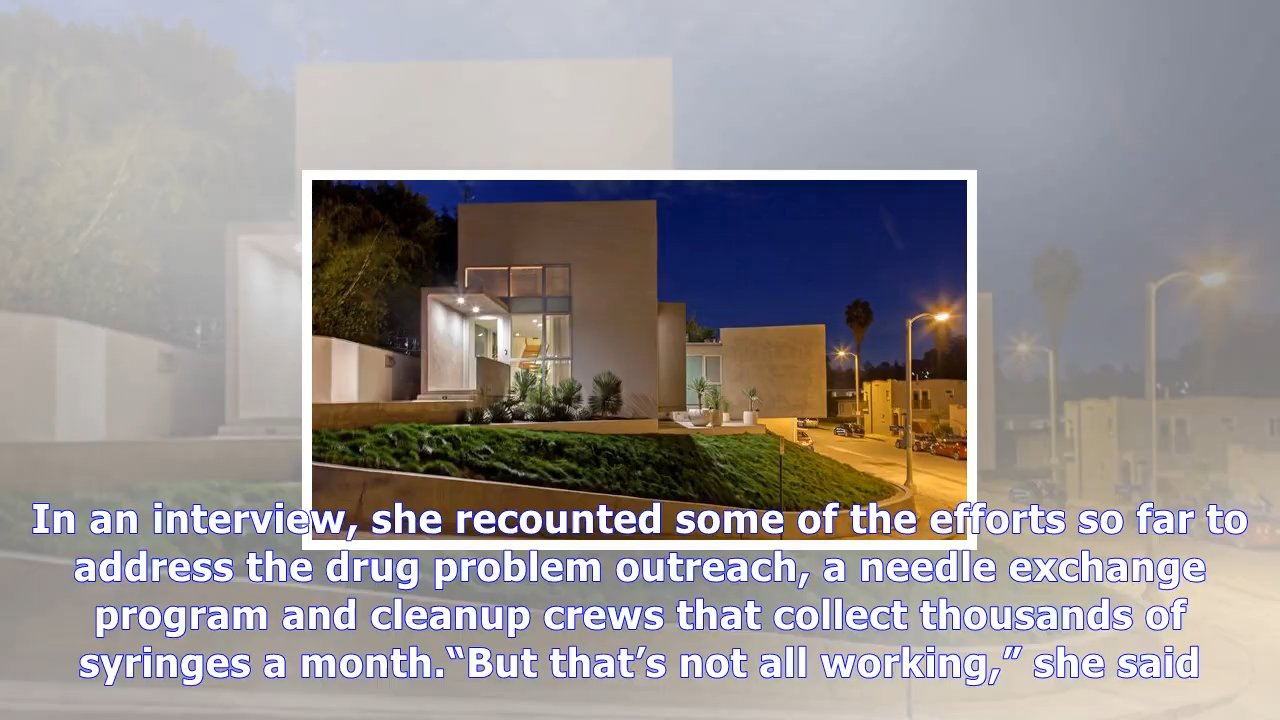 In an interview, she recounted some of the efforts so far to
address the drug problem outreach, a needle exchange
program and cleanup crews that collect thousands of
syringes a month.“But that’s not all working,” she said